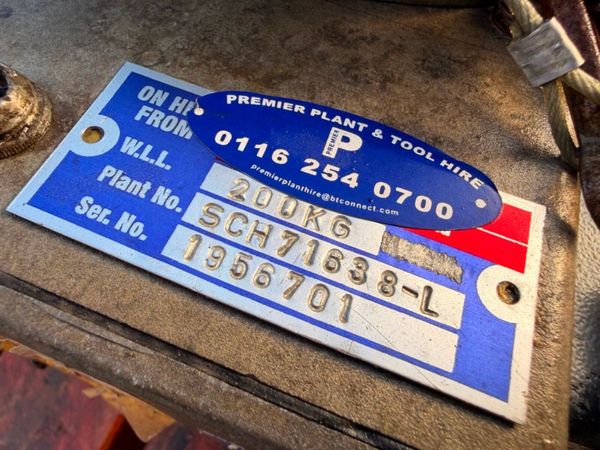 ON HI
FROM
PREMIER PLANT & TOOL HIRE
PREMIER
P
0116 254 0700
premierplanthire@btconnect.com
W.L.L. 200KG
Plant No. SCH71638-L
Ser. No. 1956701